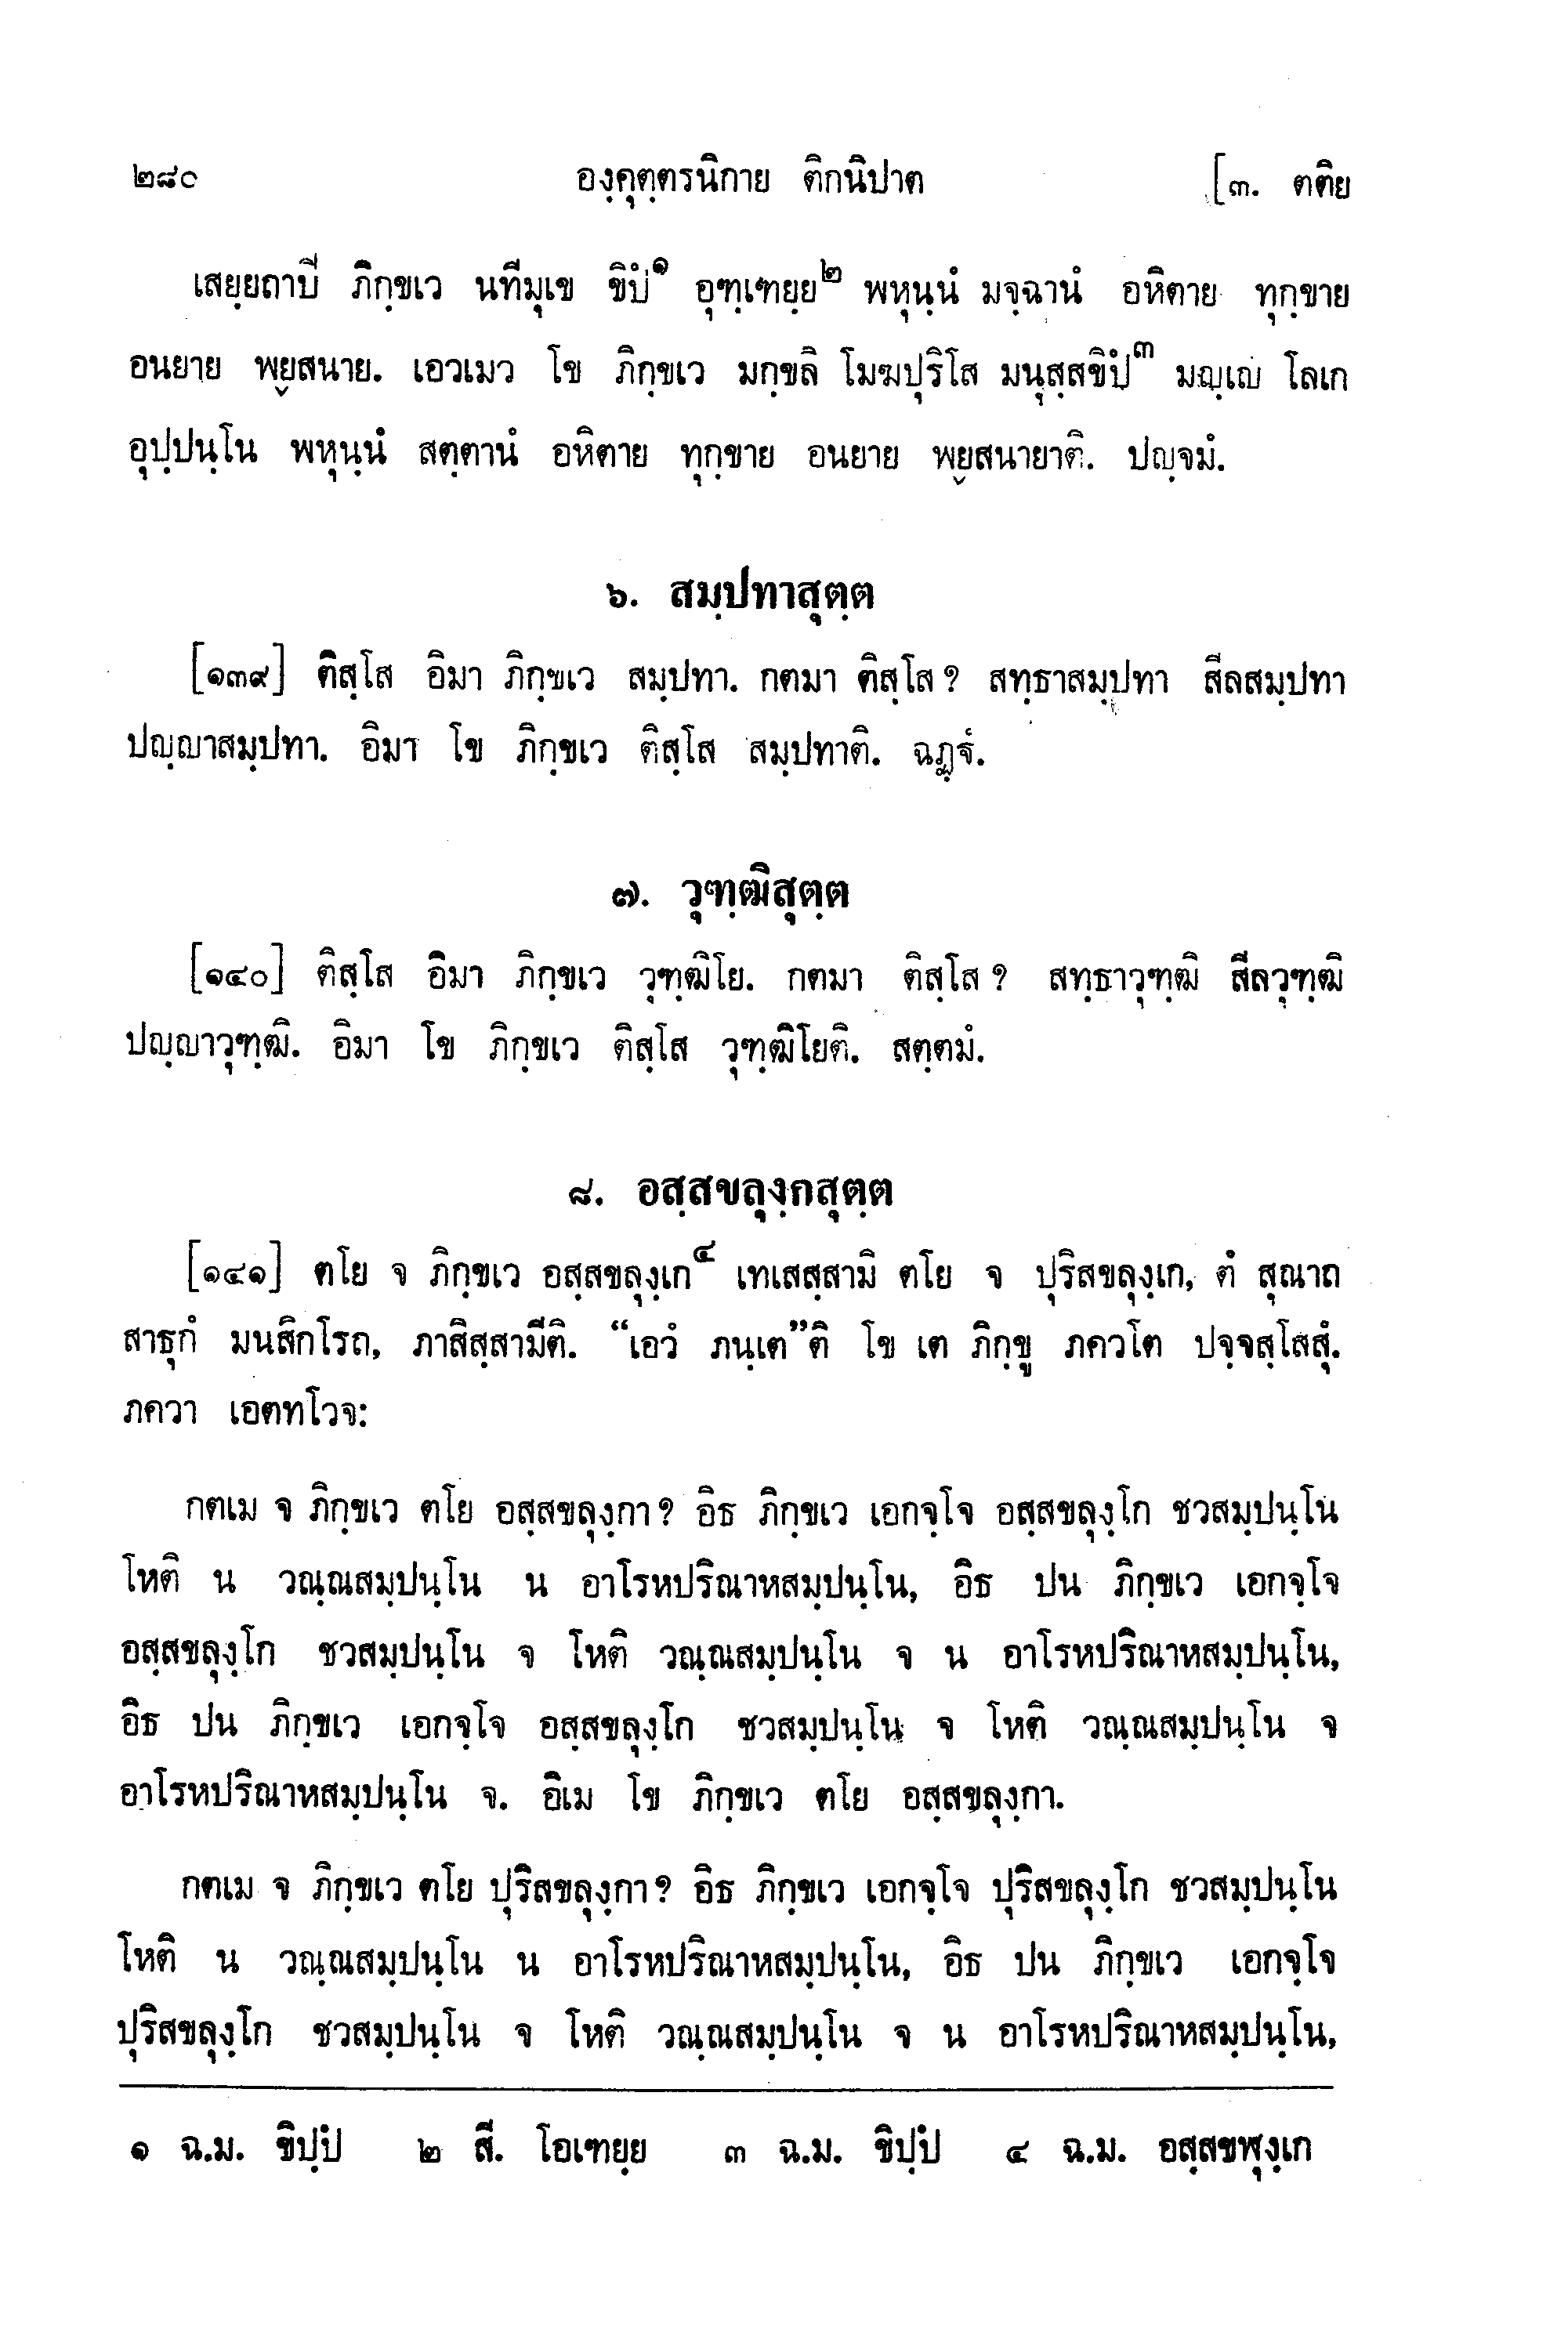 ๒๘๐ องฺคุตฺตรนิกาย ติกนิปาต [๓. ตติย
เสยฺยถาปี ภิกฺขเว นทีมุเข ขิปํ๑ อุฑฺเฑยฺย๒ พหุนฺนํ มจฺฉานํ อหิตาย ทุกฺขาย
อนยาย พฺยสนาย. เอวเมว โข ภิกฺขเว มกฺขลิ โมฆปุริโส มนุสฺสขิปํ๓ มญฺเญ โลเก
อุปฺปนฺโน พหุนฺนํ สตฺตานํ อหิตาย ทุกฺขาย อนยาย พฺยสนายาติ. ปญฺจมํ.
๖. สมฺปทาสุตฺต
[๑๓๙] ติสฺโส อิมา ภิกฺขเว สมฺปทา. กตมา ติสฺโส? สทฺธาสมฺปทา สีลสมฺปทา
ปญฺญาสมฺปทา. อิมา โข ภิกฺขเว ติสฺโส สมฺปทาติ. ฉฏฺฐํ.
๗. วุฑฺฒิสุตฺต
[๑๔๐] ติสฺโส อิมา ภิกฺขเว วุฑฺฒิโย. กตมา ติสฺโส? สทฺธาวุฑฺฒิ สีลวุฑฺฒิ
ปญฺญาวุฑฺฒิ. อิมา โข ภิกฺขเว ติสฺโส วุฑฺฒิโยติ. สตฺตมํ.
๘. อสฺสขลุงฺกสุตฺต
[๑๔๑] ตโย จ ภิกฺขเว อสฺสขลุงฺเก๔ เทเสสฺสามิ ตโย จ ปุริสขลุงฺเก, ตํ สุณาถ
สาธุกํ มนสิกโรถ, ภาสิสฺสามีติ. “เอวํ ภนฺเต”ติ โข เต ภิกฺขู ภควโต ปจฺจสฺโสสุํ.
ภควา เอตทโวจ:
กตเม จ ภิกฺขเว ตโย อสฺสขลุงฺกา? อิธ ภิกฺขเว เอกจฺโจ อสฺสขลุงฺโก ชวสมฺปนฺโน
โหติ น วณฺณสมฺปนฺโน น อาโรหปริณาหสมฺปนฺโน, อิธ ปน ภิกฺขเว เอกจฺโจ
อสฺสขลุงฺโก ชวสมฺปนฺโน จ โหติ วณฺณสมฺปนฺโน จ น อาโรหปริณาหสมฺปนฺโน,
อิธ ปน ภิกฺขเว เอกจฺโจ อสฺสขลุงฺโก ชวสมฺปนฺโน จ โหติ วณฺณสมฺปนฺโน จ
อาโรหปริณาหสมฺปนฺโน จ. อิเม โข ภิกฺขเว ตโย อสฺสขลุงฺกา.
กตเม จ ภิกฺขเว ตโย ปุริสขลุงฺกา? อิธ ภิกฺขเว เอกจฺโจ ปุริสขลุงฺโก ชวสมฺปนฺโน
โหติ น วณฺณสมฺปนฺโน น อาโรหปริณาหสมฺปนฺโน, อิธ ปน ภิกฺขเว เอกจฺโจ
ปุริสขลุงฺโก ชวสมฺปนฺโน จ โหติ วณฺณสมฺปนฺโน จ น อาโรหปริณาหสมฺปนฺโน,
๑ ฉ.ม. ขิปฺปํ ๒ สี. โอเฑยฺย ๓ ฉ.ม. ขิปฺปํ ๔ ฉ.ม. อสฺสขฬุงฺเก